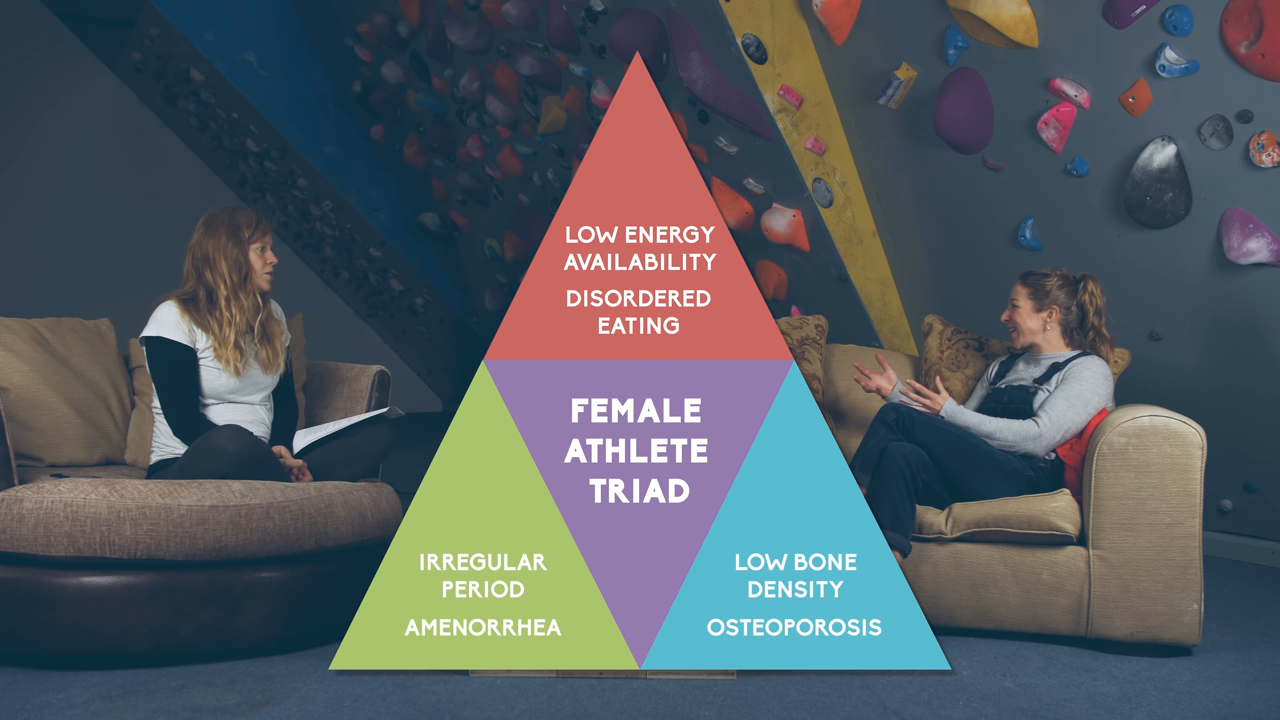 LOW ENERGY
AVAILABILITY
DISORDERED
EATING
FEMALE
ATHLETE
TRIAD
IRREGULAR
PERIOD
AMENORRHEA
LOW BONE
DENSITY
OSTEOPOROSIS